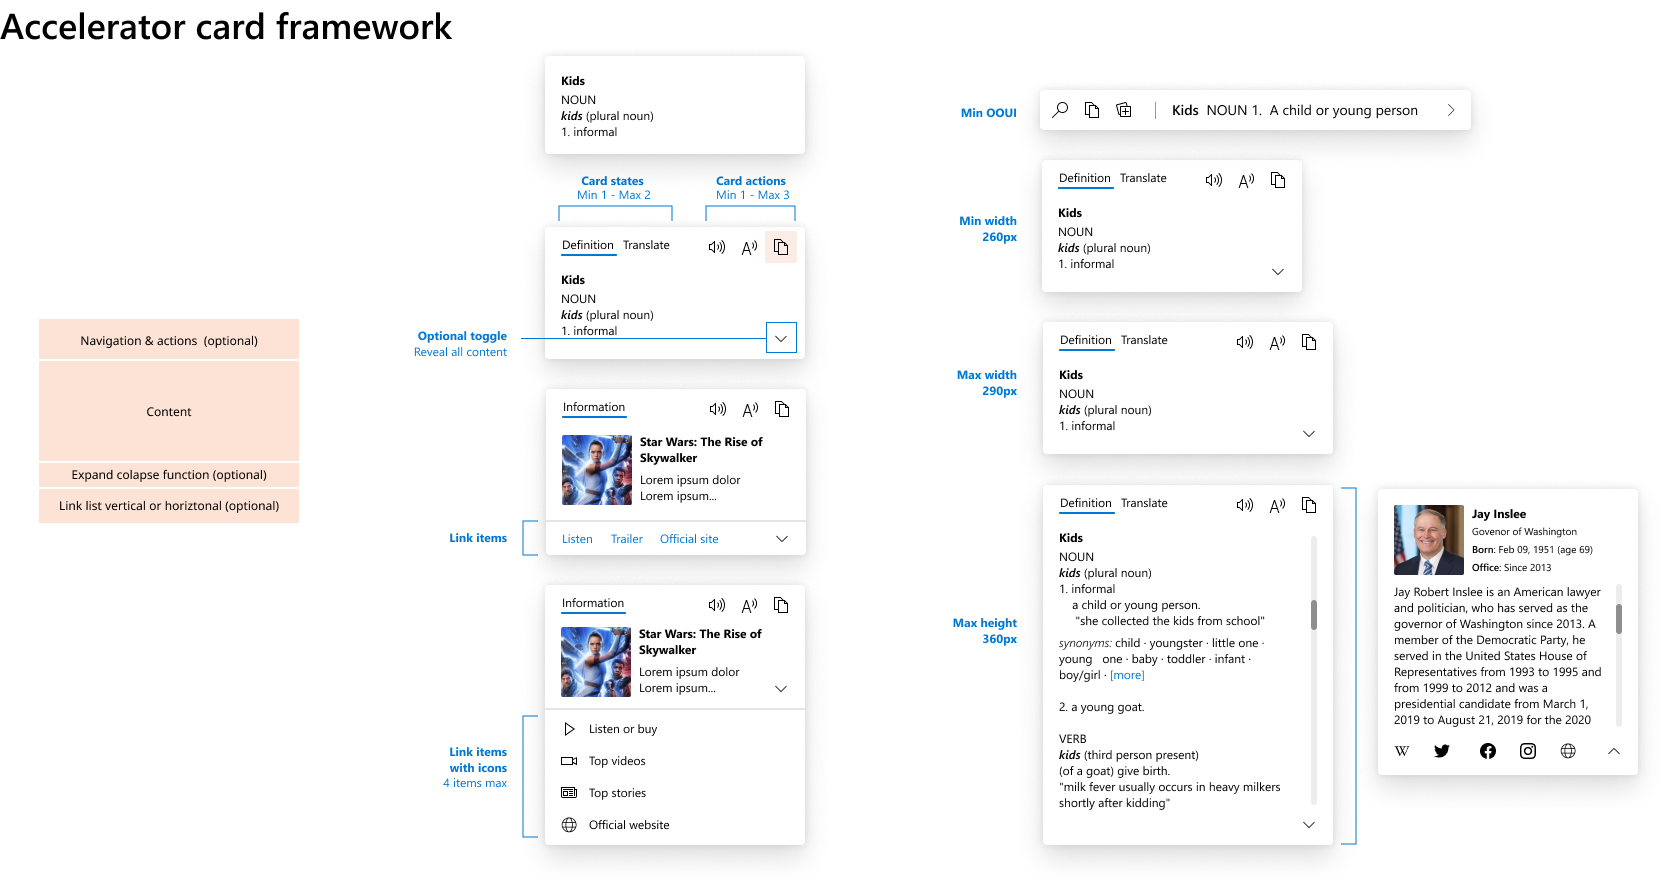 Accelerator card framework
Navigation & actions  (optional)
Content
Expand colapse function (optional)
Link list vertical or horiztonal (optional)
Kids
NOUN
kids (plural noun)
1. informal
Card states
Min 1 - Max 2
Card actions
Min 1 - Max 3
Definition Translate
Kids
NOUN
kids (plural noun)
1. informal
Optional toggle
Reveal all content
Information
Star Wars: The Rise of
Skywalker
Lorem ipsum dolor
Lorem ipsum...
Link items
Listen Trailer Official site
Information
Star Wars: The Rise of
Skywalker
Lorem ipsum dolor
Lorem ipsum...
Link items
with icons
4 items max
Listen or buy
Top videos
Top stories
Official website
Min OOUI
Kids NOUN 1. A child or young person
Min width
260px
Definition Translate
Kids
NOUN
kids (plural noun)
1. informal
Max width
290px
Definition Translate
Kids
NOUN
kids (plural noun)
1. informal
Max height
360px
Definition Translate
Kids
NOUN
kids (plural noun)
1. informal
a child or young person.
"she collected the kids from school"
synonyms: child · youngster · little one ·
young one · baby · toddler · infant ·
boy/girl · [more]
2. a young goat.
VERB
kids (third person present)
(of a goat) give birth.
"milk fever usually occurs in heavy milkers
shortly after kidding"
Jay Inslee
Govenor of Washington
Born: Feb 09, 1951 (age 69)
Office: Since 2013
Jay Robert Inslee is an American lawyer
and politician, who has served as the
governor of Washington since 2013. A
member of the Democratic Party, he
served in the United States House of
Representatives from 1993 to 1995 and
from 1999 to 2012 and was a
presidential candidate from March 1,
2019 to August 21, 2019 for the 2020
W